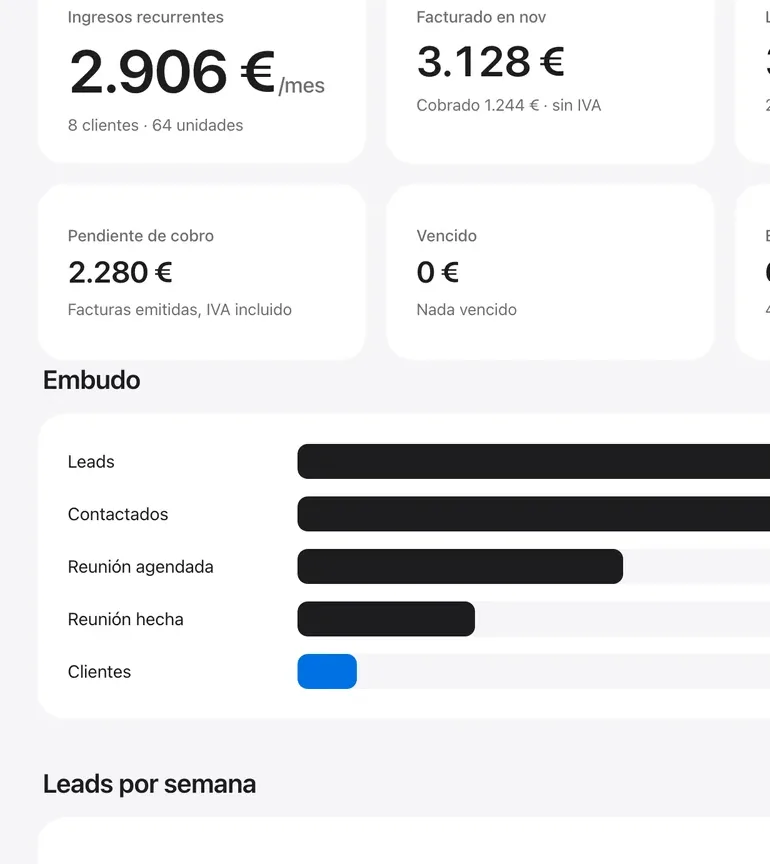 Ingresos recurrentes
2.906 €/mes
8 clientes · 64 unidades
Facturado en nov
3.128 €
Cobrado 1.244 € · sin IVA
Pendiente de cobro
2.280 €
Facturas emitidas, IVA incluido
Vencido
0 €
Nada vencido
Embudo
Leads
Contactados
Reunión agendada
Reunión hecha
Clientes
Leads por semana